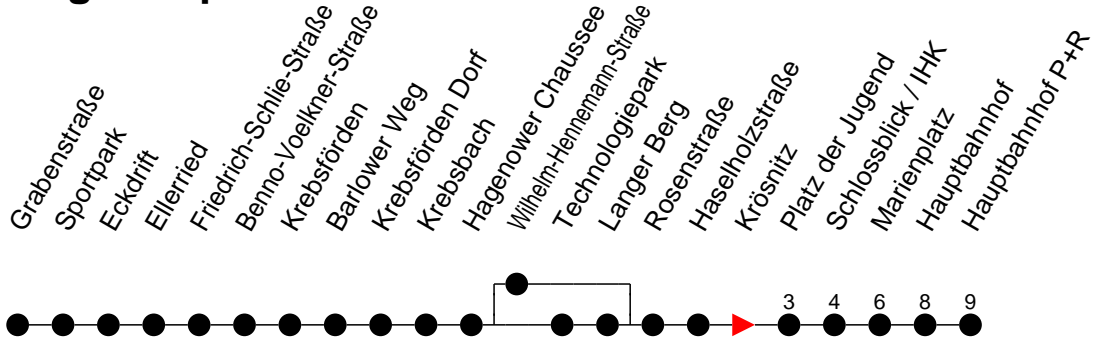 Grabenstraße
Sportpark
Eckdrift
Ellerried
Friedrich-Schlie-Straße
Benno-Voelkner-Straße
Krebsförden
Barlower Weg
Krebsförden Dorf
Krebsbach
Hagenower Chaussee
Wilhelm-Hennemann-Straße
Technologiepark
Langer Berg
Rosenstraße
Haselholzstraße
Krösnitz
Platz der Jugend
Schlossblick / IHK
Marienplatz
Hauptbahnhof
Hauptbahnhof P+R
3 4 6 8 9